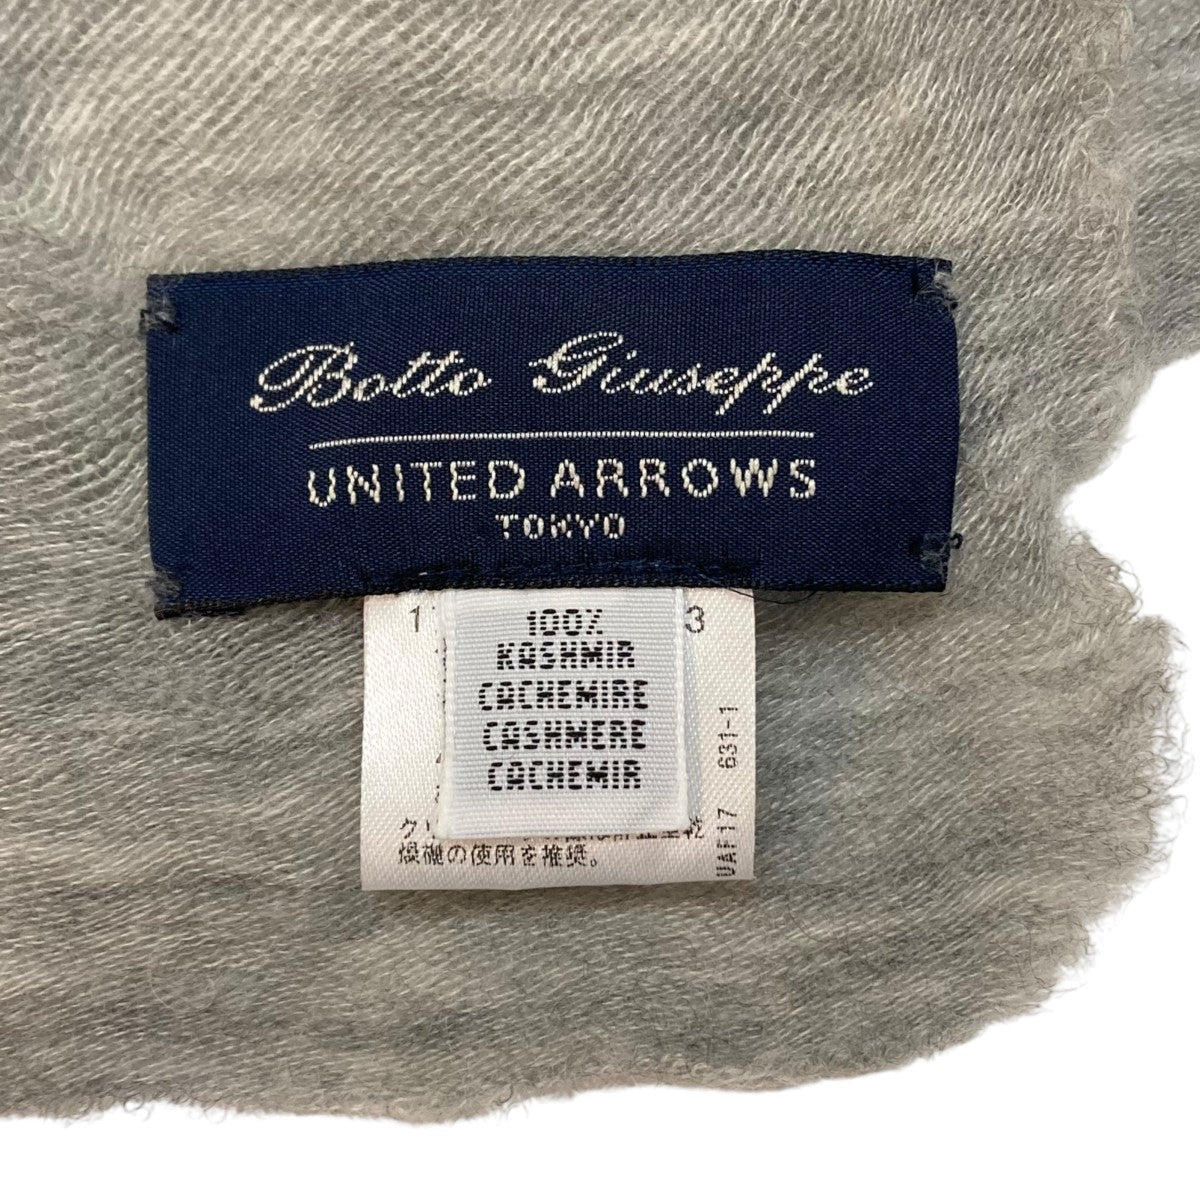 Botto Giuseppe
UNITED ARROWS
TOKYO
1 3
100%
KASHMIR
CACHEMIRE
CASHMERE
CACHEMIR
燥機の使用を推奨。
UAF17 631-1